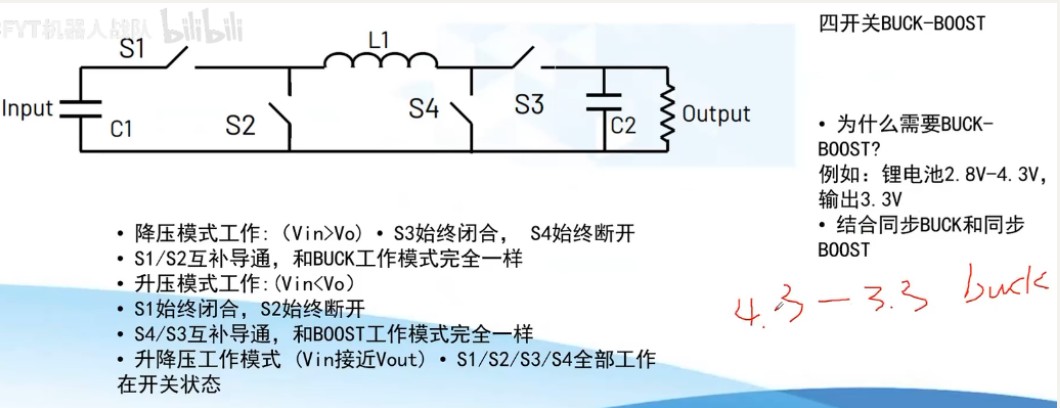 FYT机器人战队 bilibili
四开关BUCK-BOOST
S1
L1
Input
C1
S2
S4
S3
C2
Output
• 为什么需要BUCK-
BOOST?
例如: 锂电池2.8V-4.3V,
输出3.3V
• 结合同步BUCK和同步
BOOST
• 降压模式工作: (Vin>Vo) • S3始终闭合, S4始终断开
• S1/S2互补导通, 和BUCK工作模式完全一样
• 升压模式工作:(Vin<Vo)
• S1始终闭合, S2始终断开
• S4/S3互补导通, 和BOOST工作模式完全一样
• 升降压工作模式 (Vin接近Vout) • S1/S2/S3/S4全部工作
在开关状态
4.3 — 3.3 buck